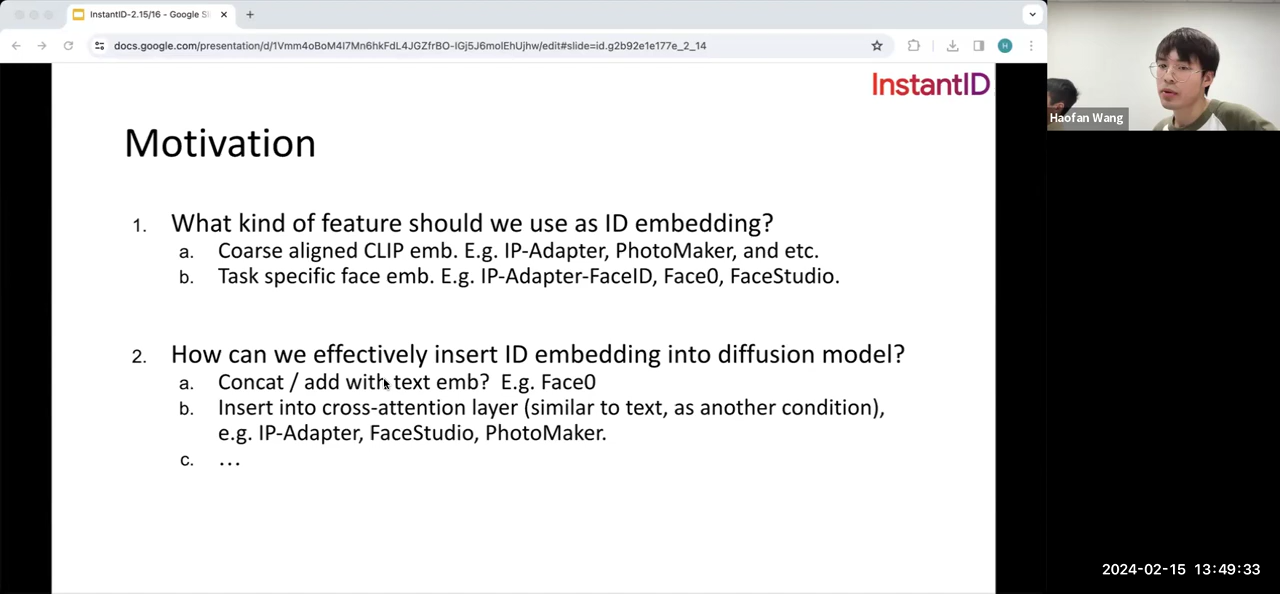 InstantID-2.15/16 - Google Sl
docs.google.com/presentation/d/1Vmm4oBoM4I7Mn6hkFdL4JGZfrBO-IGj5J6moIEhUjhw/edit#slide=id.g2b92e1e177e_2_14
H
InstantID
Haofan Wang
Motivation
1. What kind of feature should we use as ID embedding?
a. Coarse aligned CLIP emb. E.g. IP-Adapter, PhotoMaker, and etc.
b. Task specific face emb. E.g. IP-Adapter-FaceID, Face0, FaceStudio.
2. How can we effectively insert ID embedding into diffusion model?
a. Concat / add with text emb? E.g. Face0
b. Insert into cross-attention layer (similar to text, as another condition),
e.g. IP-Adapter, FaceStudio, PhotoMaker.
c. ...
2024-02-15 13:49:33